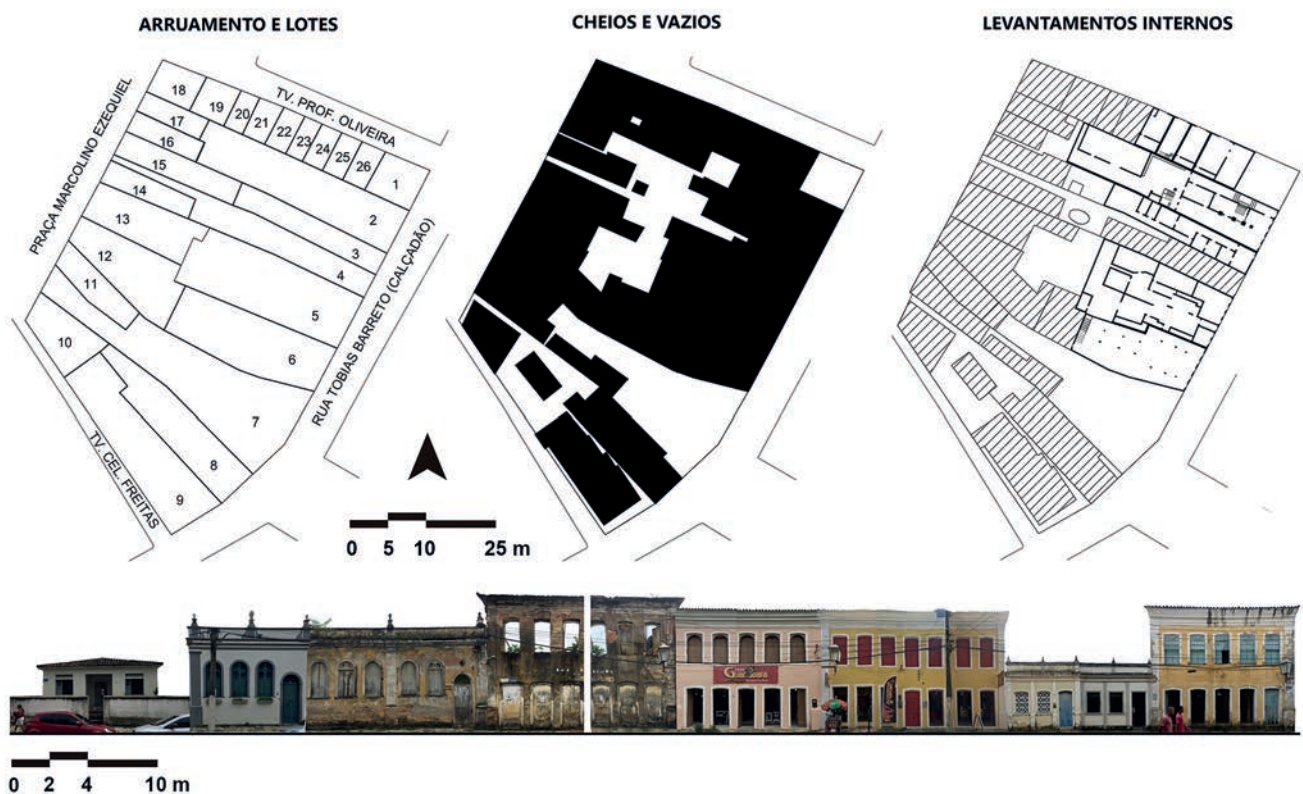 ARRUAMENTO E LOTES
CHEIOS E VAZIOS
LEVANTAMENTOS INTERNOS
PRAÇA MARCOLINO EZEQUIEL
TV. PROF. OLIVEIRA
RUA TOBIAS BARRETO (CALÇADÃO)
TV. CEL. FREITAS
18
19
20
21
22
23
24
25
26
1
17
16
15
14
13
12
11
10
2
3
4
5
6
7
8
9
0 5 10 25 m
0 2 4 10 m